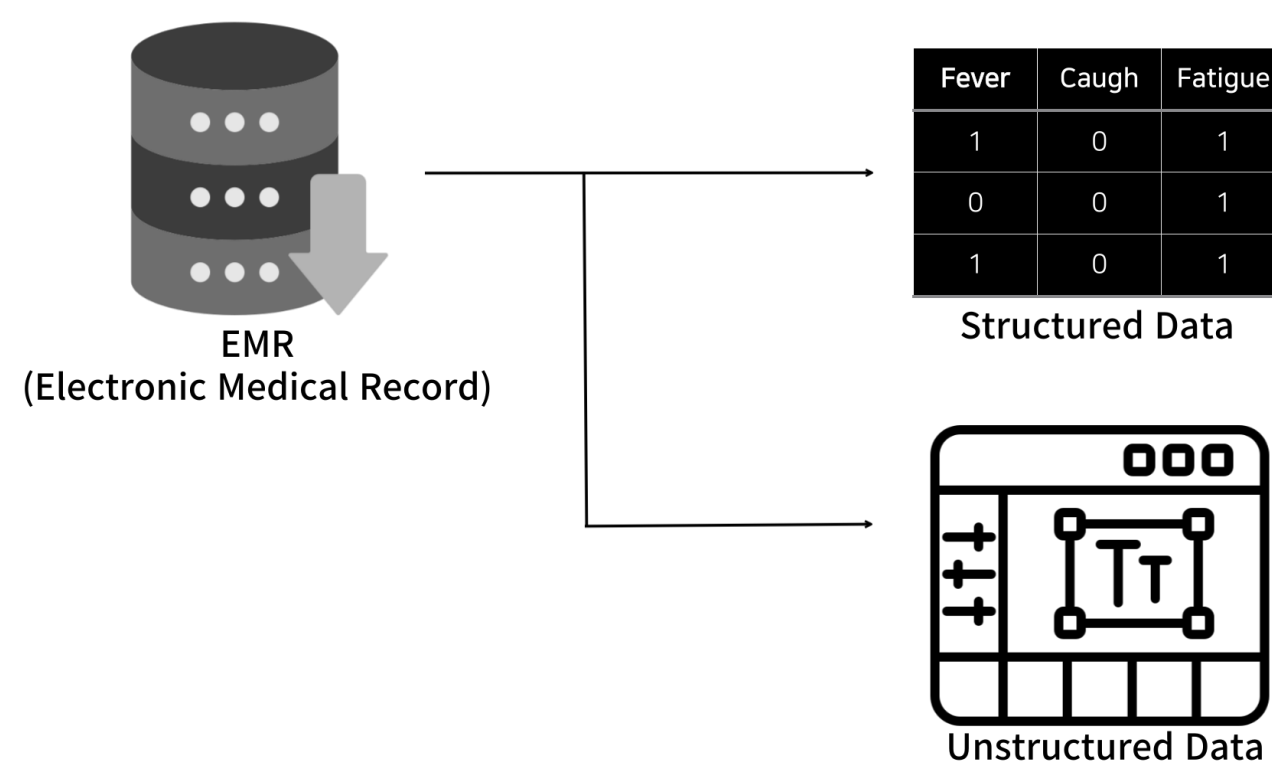 Fever Caugh Fatigue
1 0 1
0 0 1
1 0 1
Structured Data
EMR
(Electronic Medical Record)
Tт
Unstructured Data